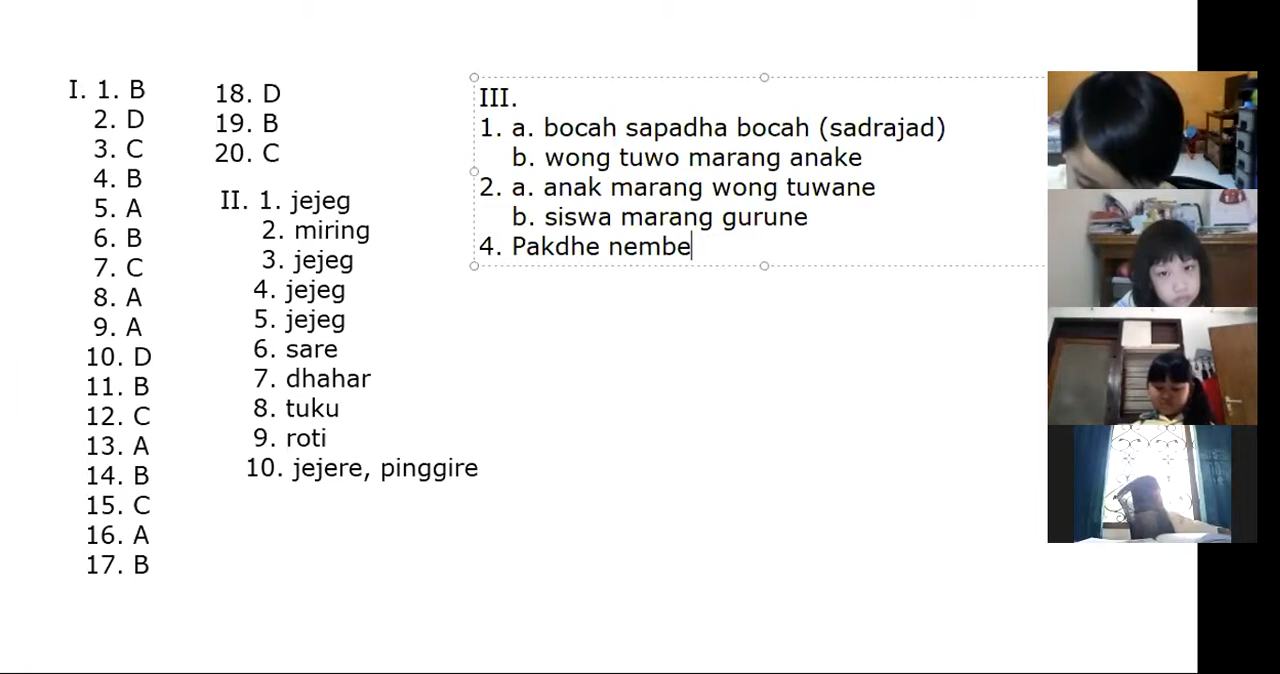 I. 1. B
2. D
3. C
4. B
5. A
6. B
7. C
8. A
9. A
10. D
11. B
12. C
13. A
14. B
15. C
16. A
17. B
18. D
19. B
20. C
II. 1. jejeg
2. miring
3. jejeg
4. jejeg
5. jejeg
6. sare
7. dhahar
8. tuku
9. roti
10. jejere, pinggire
III.
1. a. bocah sapadha bocah (sadrajad)
b. wong tuwo marang anake
2. a. anak marang wong tuwane
b. siswa marang gurune
4. Pakdhe nembe